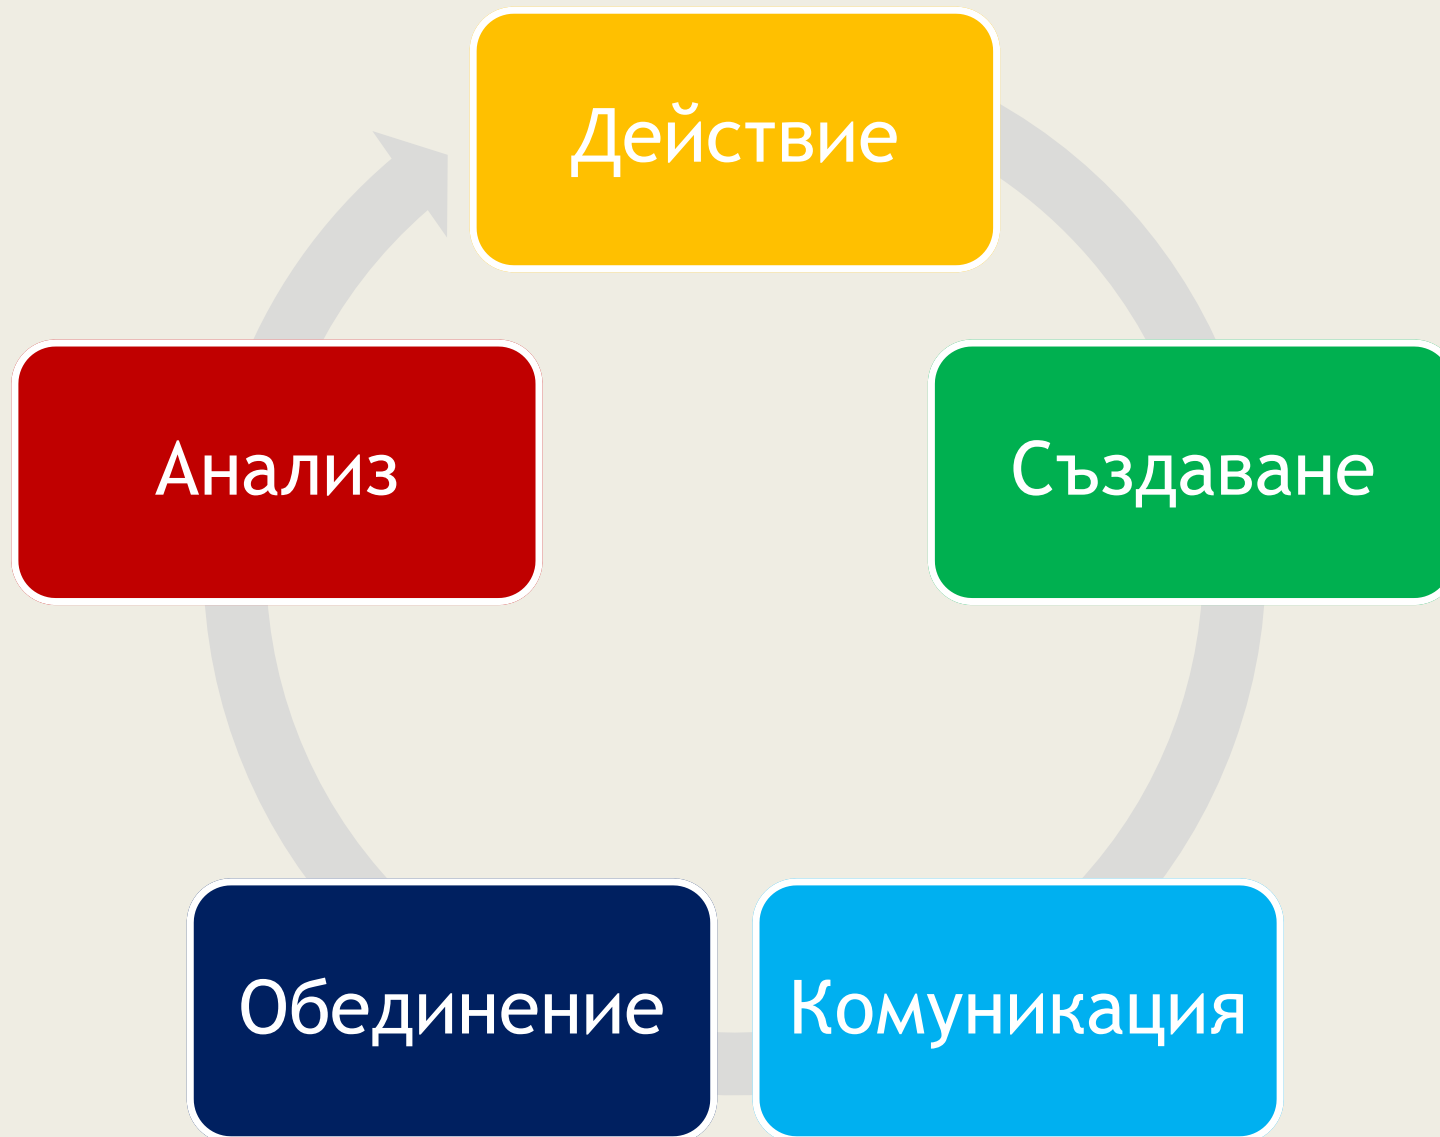 Действие
Създаване
Комуникация
Обединение
Анализ